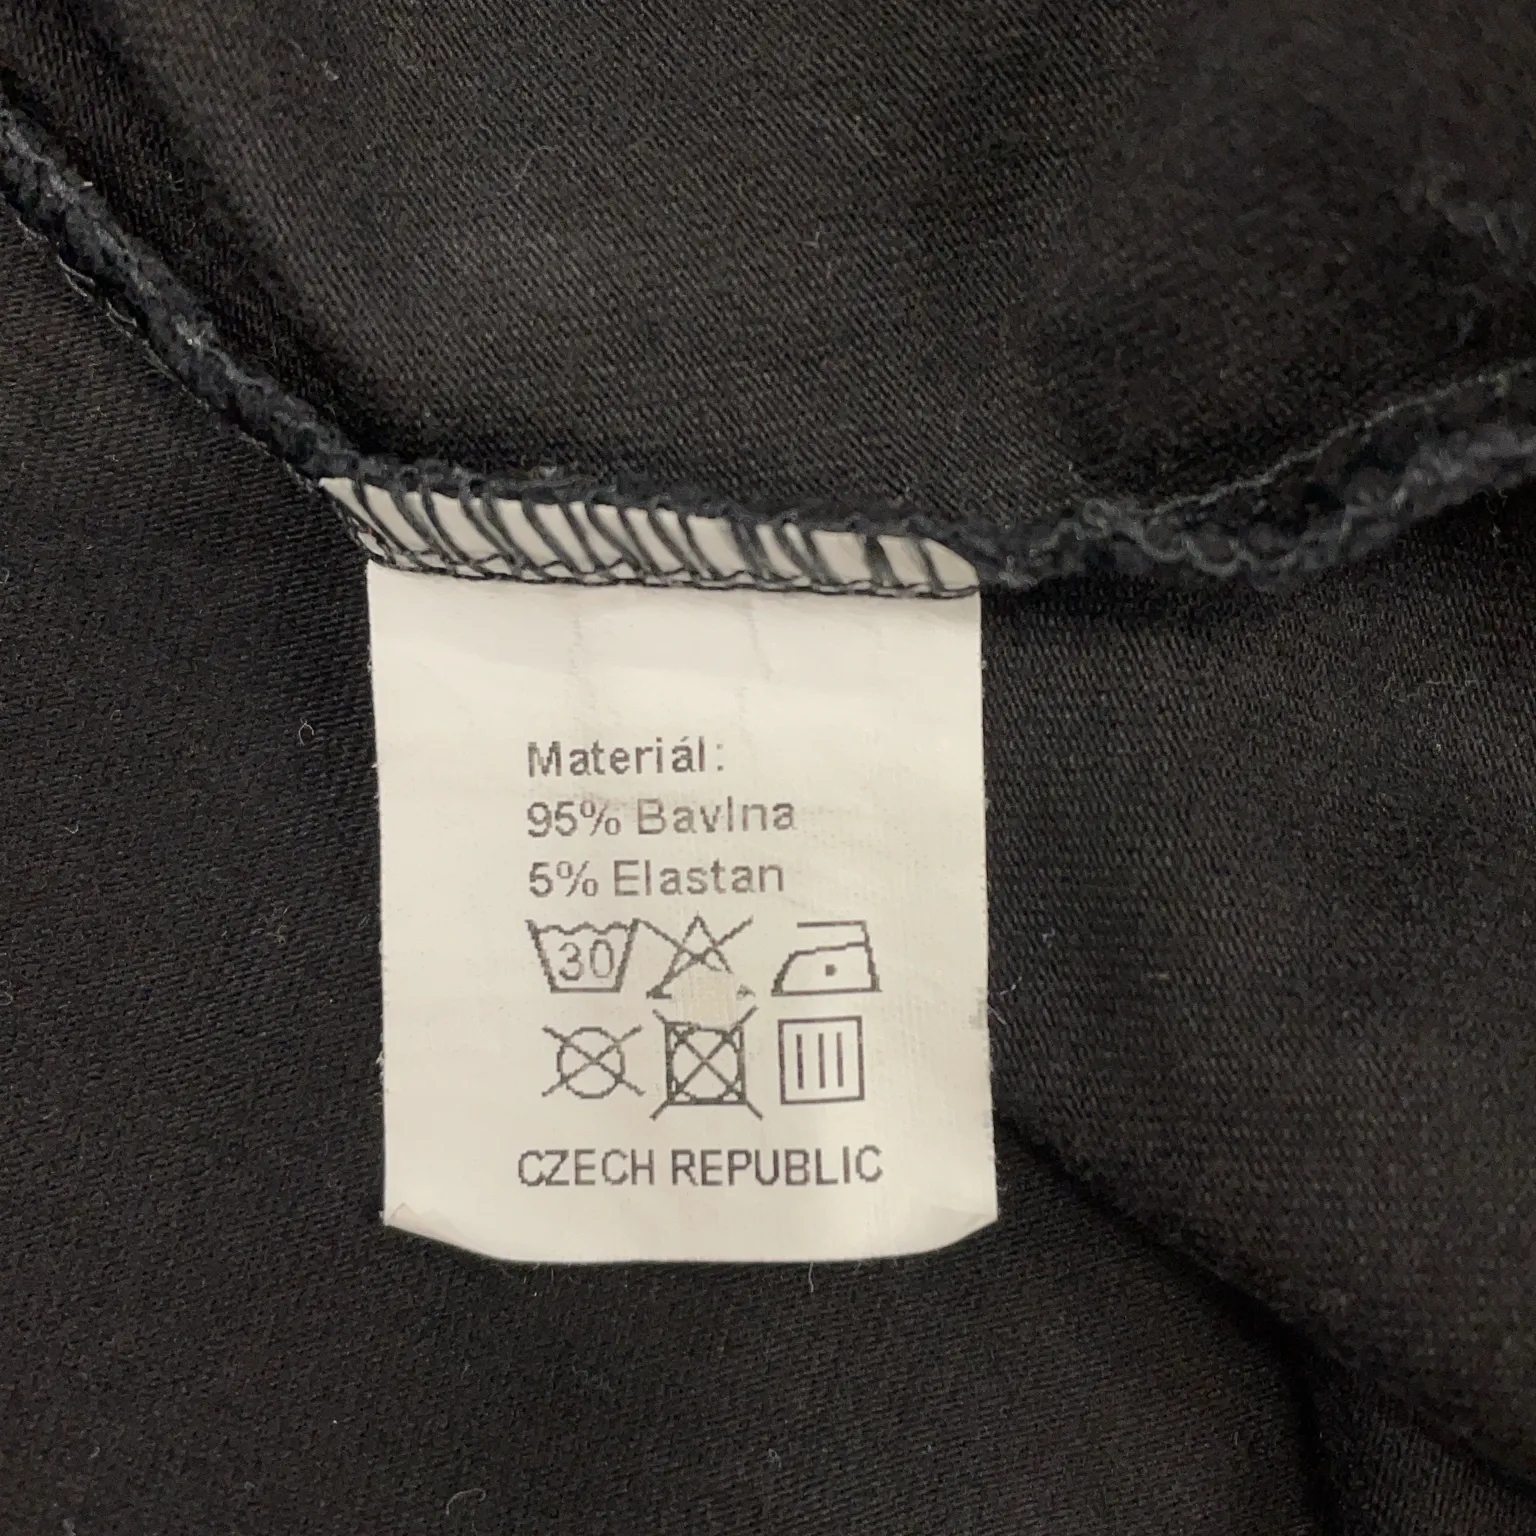 Materiál:
95% Bavlna
5% Elastan
30
CZECH REPUBLIC